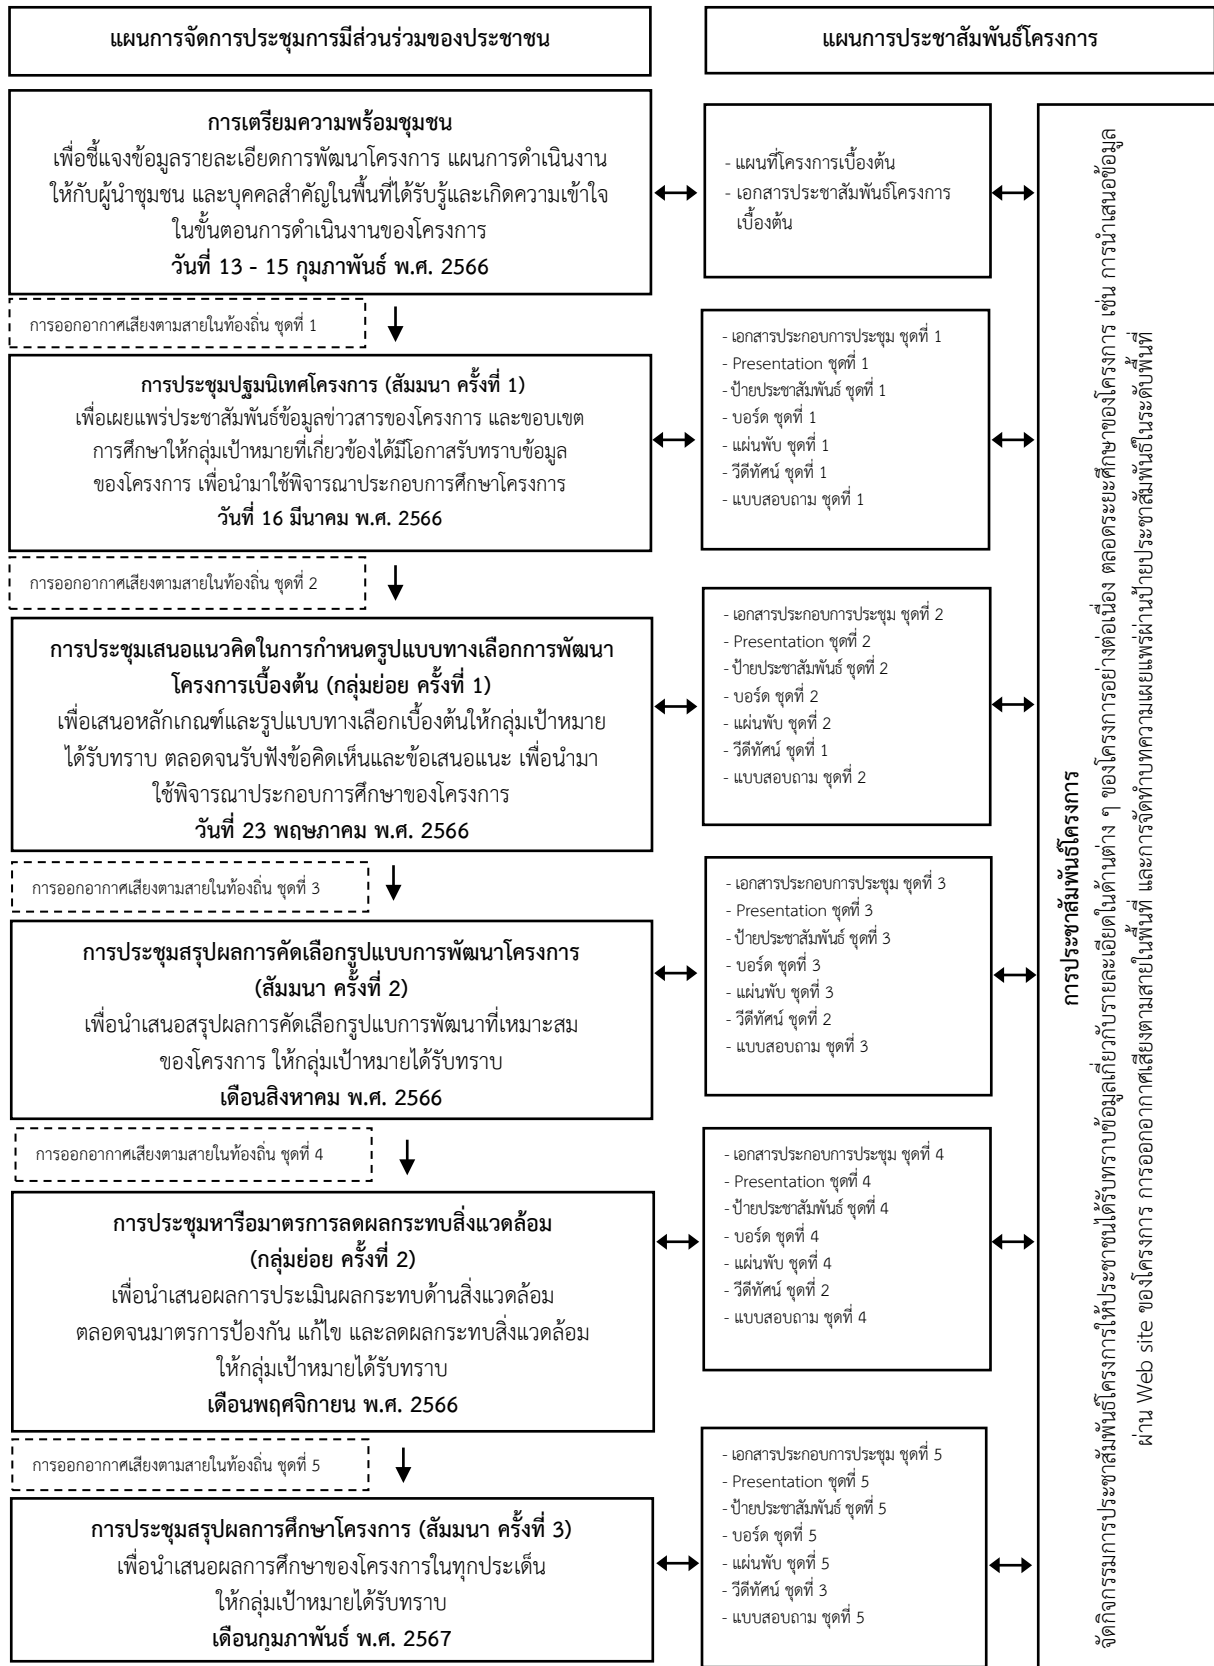 แผนการจัดการประชุมการมีส่วนร่วมของประชาชน
แผนการประชาสัมพันธ์โครงการ
การเตรียมความพร้อมชุมชน
เพื่อชี้แจงข้อมูลรายละเอียดการพัฒนาโครงการ แผนการดำเนินงาน
ให้กับผู้นำชุมชน และบุคคลสำคัญในพื้นที่ได้รับรู้และเกิดความเข้าใจ
ในขั้นตอนการดำเนินงานของโครงการ
วันที่ 13 - 15 กุมภาพันธ์ พ.ศ. 2566
- แผนที่โครงการเบื้องต้น
- เอกสารประชาสัมพันธ์โครงการ
เบื้องต้น
การออกอากาศเสียงตามสายในท้องถิ่น ชุดที่ 1
การประชุมปฐมนิเทศโครงการ (สัมมนา ครั้งที่ 1)
เพื่อเผยแพร่ประชาสัมพันธ์ข้อมูลข่าวสารของโครงการ และขอบเขต
การศึกษาให้กลุ่มเป้าหมายที่เกี่ยวข้องได้มีโอกาสรับทราบข้อมูล
ของโครงการ เพื่อนำมาใช้พิจารณาประกอบการศึกษาโครงการ
วันที่ 16 มีนาคม พ.ศ. 2566
- เอกสารประกอบการประชุม ชุดที่ 1
- Presentation ชุดที่ 1
- ป้ายประชาสัมพันธ์ ชุดที่ 1
- บอร์ด ชุดที่ 1
- แผ่นพับ ชุดที่ 1
- วีดีทัศน์ ชุดที่ 1
- แบบสอบถาม ชุดที่ 1
การออกอากาศเสียงตามสายในท้องถิ่น ชุดที่ 2
การประชุมเสนอแนวคิดในการกำหนดรูปแบบทางเลือกการพัฒนา
โครงการเบื้องต้น (กลุ่มย่อย ครั้งที่ 1)
เพื่อเสนอหลักเกณฑ์และรูปแบบทางเลือกเบื้องต้นให้กลุ่มเป้าหมาย
ได้รับทราบ ตลอดจนรับฟังข้อคิดเห็นและข้อเสนอแนะ เพื่อนำมา
ใช้พิจารณาประกอบการศึกษาของโครงการ
วันที่ 23 พฤษภาคม พ.ศ. 2566
- เอกสารประกอบการประชุม ชุดที่ 2
- Presentation ชุดที่ 2
- ป้ายประชาสัมพันธ์ ชุดที่ 2
- บอร์ด ชุดที่ 2
- แผ่นพับ ชุดที่ 2
- วีดีทัศน์ ชุดที่ 1
- แบบสอบถาม ชุดที่ 2
การออกอากาศเสียงตามสายในท้องถิ่น ชุดที่ 3
การประชุมสรุปผลการคัดเลือกรูปแบบการพัฒนาโครงการ
(สัมมนา ครั้งที่ 2)
เพื่อนำเสนอสรุปผลการคัดเลือกรูปแบการพัฒนาที่เหมาะสม
ของโครงการ ให้กลุ่มเป้าหมายได้รับทราบ
เดือนสิงหาคม พ.ศ. 2566
- เอกสารประกอบการประชุม ชุดที่ 3
- Presentation ชุดที่ 3
- ป้ายประชาสัมพันธ์ ชุดที่ 3
- บอร์ด ชุดที่ 3
- แผ่นพับ ชุดที่ 3
- วีดีทัศน์ ชุดที่ 2
- แบบสอบถาม ชุดที่ 3
การออกอากาศเสียงตามสายในท้องถิ่น ชุดที่ 4
การประชุมหารือมาตรการลดผลกระทบสิ่งแวดล้อม
(กลุ่มย่อย ครั้งที่ 2)
เพื่อนำเสนอผลการประเมินผลกระทบด้านสิ่งแวดล้อม
ตลอดจนมาตรการป้องกัน แก้ไข และลดผลกระทบสิ่งแวดล้อม
ให้กลุ่มเป้าหมายได้รับทราบ
เดือนพฤศจิกายน พ.ศ. 2566
- เอกสารประกอบการประชุม ชุดที่ 4
- Presentation ชุดที่ 4
- ป้ายประชาสัมพันธ์ ชุดที่ 4
- บอร์ด ชุดที่ 4
- แผ่นพับ ชุดที่ 4
- วีดีทัศน์ ชุดที่ 2
- แบบสอบถาม ชุดที่ 4
การออกอากาศเสียงตามสายในท้องถิ่น ชุดที่ 5
การประชุมสรุปผลการศึกษาโครงการ (สัมมนา ครั้งที่ 3)
เพื่อนำเสนอผลการศึกษาของโครงการในทุกประเด็น
ให้กลุ่มเป้าหมายได้รับทราบ
เดือนกุมภาพันธ์ พ.ศ. 2567
- เอกสารประกอบการประชุม ชุดที่ 5
- Presentation ชุดที่ 5
- ป้ายประชาสัมพันธ์ ชุดที่ 5
- บอร์ด ชุดที่ 5
- แผ่นพับ ชุดที่ 5
- วีดีทัศน์ ชุดที่ 3
- แบบสอบถาม ชุดที่ 5
การประชาสัมพันธ์โครงการ
จัดกิจกรรมการประชาสัมพันธ์โครงการให้ประชาชนได้รับทราบข้อมูลเกี่ยวกับรายละเอียดในด้านต่าง ๆ ของโครงการอย่างต่อเนื่อง ตลอดระยะศึกษาของโครงการ เช่น การนำเสนอข้อมูล
ผ่าน Web site ของโครงการ การออกอากาศเสียงตามสายในพื้นที่ และการจัดทำบทความเผยแพร่ผ่านป้ายประชาสัมพันธ์ในระดับพื้นที่